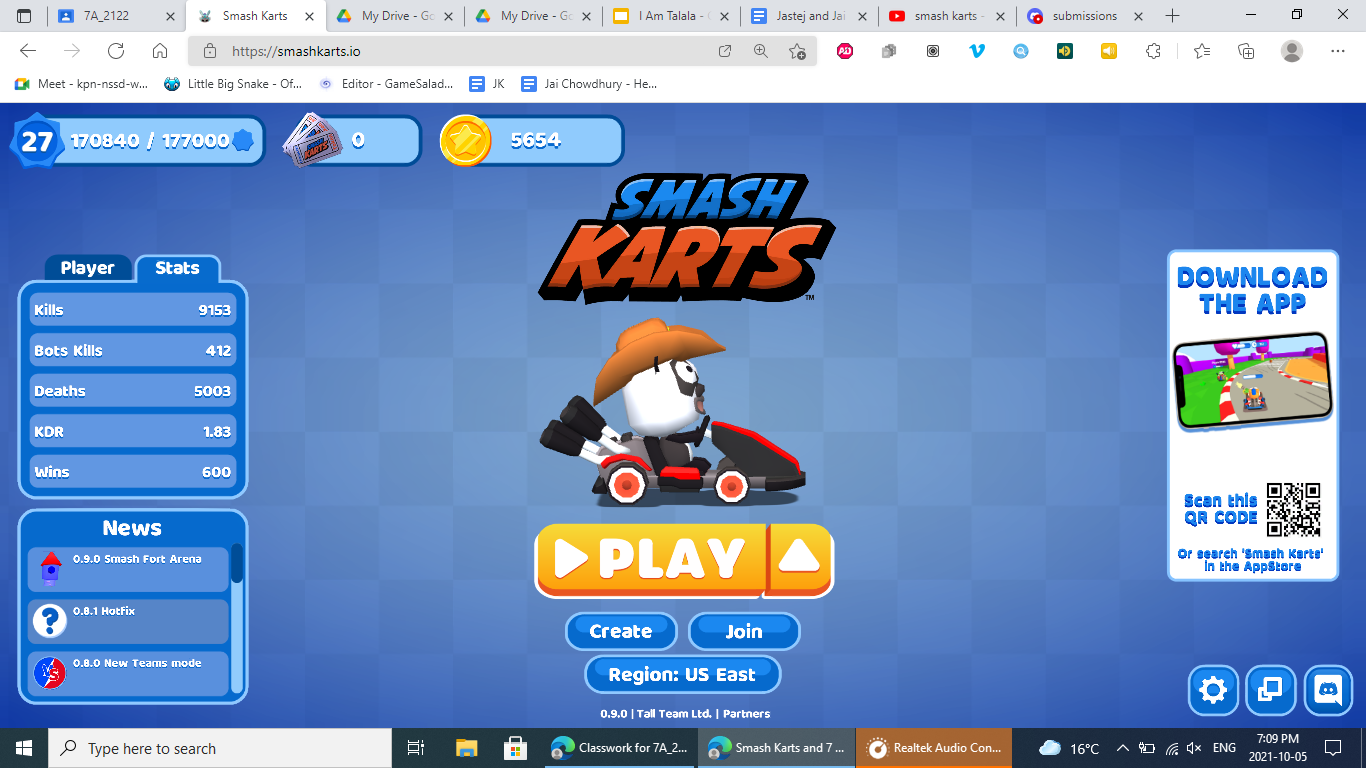 7A_2122
Smash Karts
My Drive - Go
My Drive - Go
I Am Talala - 
Jastej and Jai
smash karts -
submissions
https://smashkarts.io
Meet - kpn-nssd-w...
Little Big Snake - Of...
Editor - GameSalad...
JK
Jai Chowdhury - He...
27
170840 / 177000
0
5654
SMASH
KARTS
TM
Player
Stats
Kills 9153
Bots Kills 412
Deaths 5003
KDR 1.83
Wins 600
News
0.9.0 Smash Fort Arena
0.8.1 Hotfix
0.8.0 New Teams mode
VS
DOWNLOAD
THE APP
Scan this
QR CODE
Or search 'Smash Karts'
in the AppStore
PLAY
Create
Join
Region: US East
0.9.0 | Tall Team Ltd. | Partners
Type here to search
Classwork for 7A_2...
Smash Karts and 7 ...
Realtek Audio Con...
16°C
ENG
7:09 PM
2021-10-05